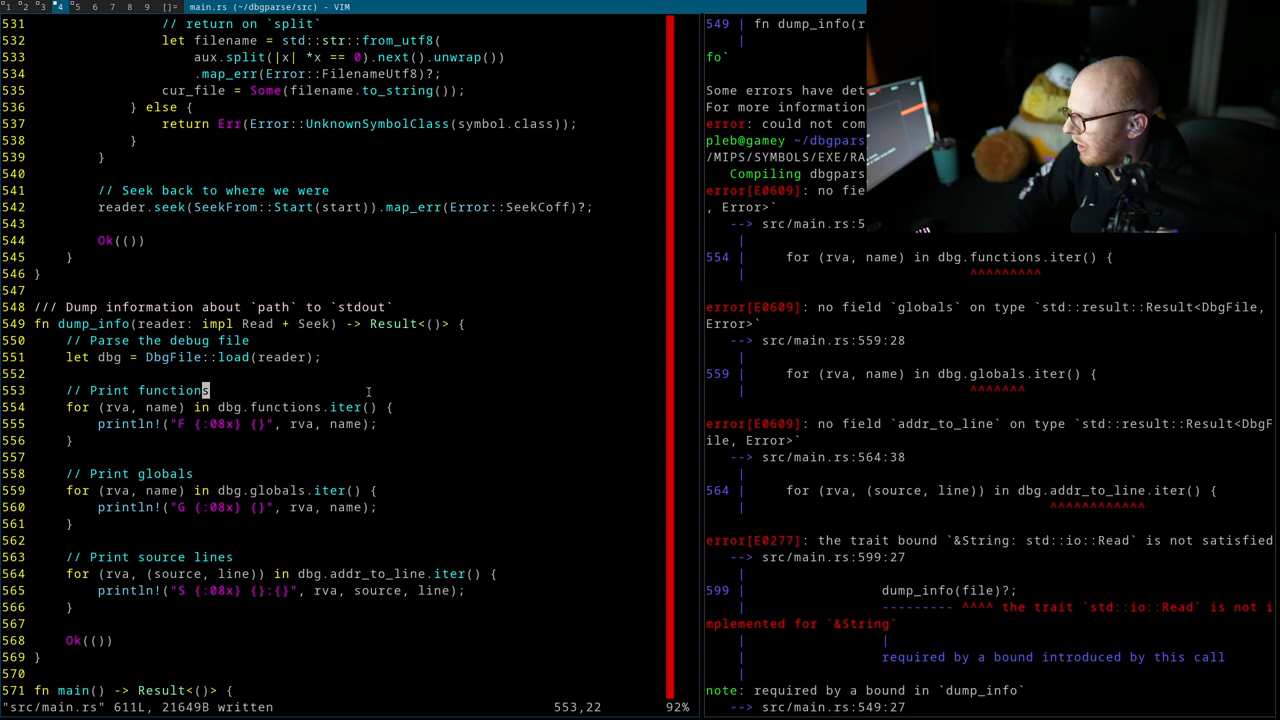 1 2 3 4 5 6 7 8 9 []= main.rs (~/dbgparse/src) - VIM
531 // return on `split`
532 let filename = std::str::from_utf8(
533 aux.split(|x| *x == 0).next().unwrap())
534 .map_err(Error::FilenameUtf8)?;
535 cur_file = Some(filename.to_string());
536 } else {
537 return Err(Error::UnknownSymbolClass(symbol.class));
538 }
539 }
540
541 // Seek back to where we were
542 reader.seek(SeekFrom::Start(start)).map_err(Error::SeekCoff)?;
543
544 Ok(())
545 }
546 }
547
548 /// Dump information about `path` to `stdout`
549 fn dump_info(reader: impl Read + Seek) -> Result<()> {
550 // Parse the debug file
551 let dbg = DbgFile::load(reader);
552
553 // Print functions
554 for (rva, name) in dbg.functions.iter() {
555 println!("F {:08x} {}", rva, name);
556 }
557
558 // Print globals
559 for (rva, name) in dbg.globals.iter() {
560 println!("G {:08x} {}", rva, name);
561 }
562
563 // Print source lines
564 for (rva, (source, line)) in dbg.addr_to_line.iter() {
565 println!("S {:08x} {}:{}", rva, source, line);
566 }
567
568 Ok(())
569 }
570
571 fn main() -> Result<()> {
"src/main.rs" 611L, 21649B written 553,22 92%
549 | fn dump_info(r
|
fo`
Some errors have det
For more information
error: could not com
pleb@gamey ~/dbgpars
/MIPS/SYMBOLS/EXE/RA
Compiling dbgpars
error[E0609]: no fie
, Error>`
--> src/main.rs:5
|
554 | for (rva, name) in dbg.functions.iter() {
| ^^^^^^^^^
error[E0609]: no field `globals` on type `std::result::Result<DbgFile,
Error>`
--> src/main.rs:559:28
|
559 | for (rva, name) in dbg.globals.iter() {
| ^^^^^^^
error[E0609]: no field `addr_to_line` on type `std::result::Result<DbgF
ile, Error>`
--> src/main.rs:564:38
|
564 | for (rva, (source, line)) in dbg.addr_to_line.iter() {
| ^^^^^^^^^^^^
error[E0277]: the trait bound `&String: std::io::Read` is not satisfied
--> src/main.rs:599:27
|
599 | dump_info(file)?;
| --------- ^^^^ the trait `std::io::Read` is not i
mplemented for `&String`
| |
| required by a bound introduced by this call
|
note: required by a bound in `dump_info`
--> src/main.rs:549:27